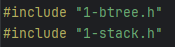 #include "1-btree.h"
#include "1-stack.h"